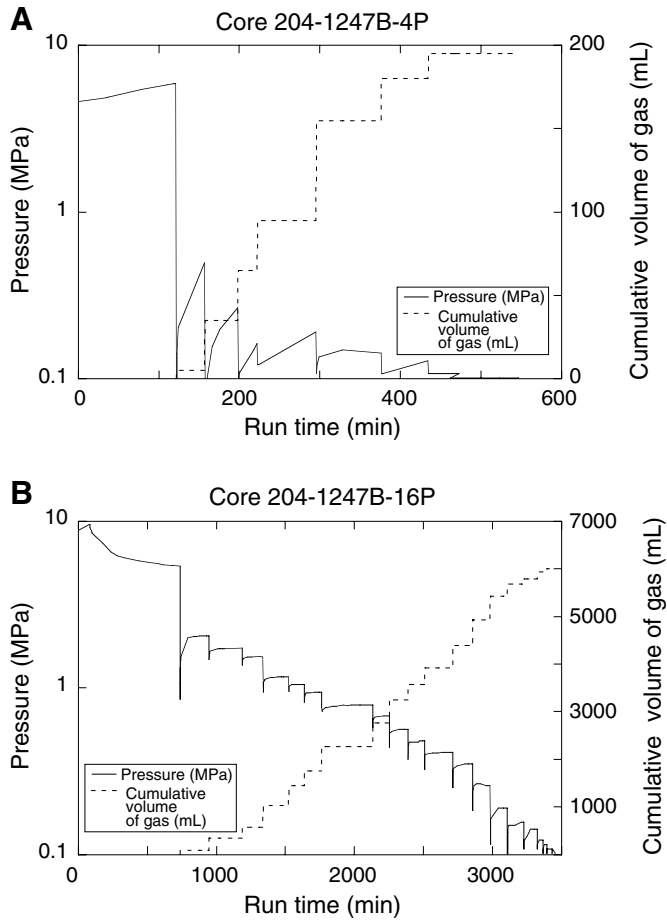 A
Core 204-1247B-4P
10
1
0.1
Pressure (MPa)
200
100
0
Cumulative volume of gas (mL)
Pressure (MPa)
Cumulative
volume
of gas (mL)
0
200
400
600
Run time (min)
B
Core 204-1247B-16P
10
1
0.1
Pressure (MPa)
7000
5000
3000
1000
Cumulative volume of gas (mL)
Pressure (MPa)
Cumulative
volume
of gas (mL)
0
1000
2000
3000
Run time (min)